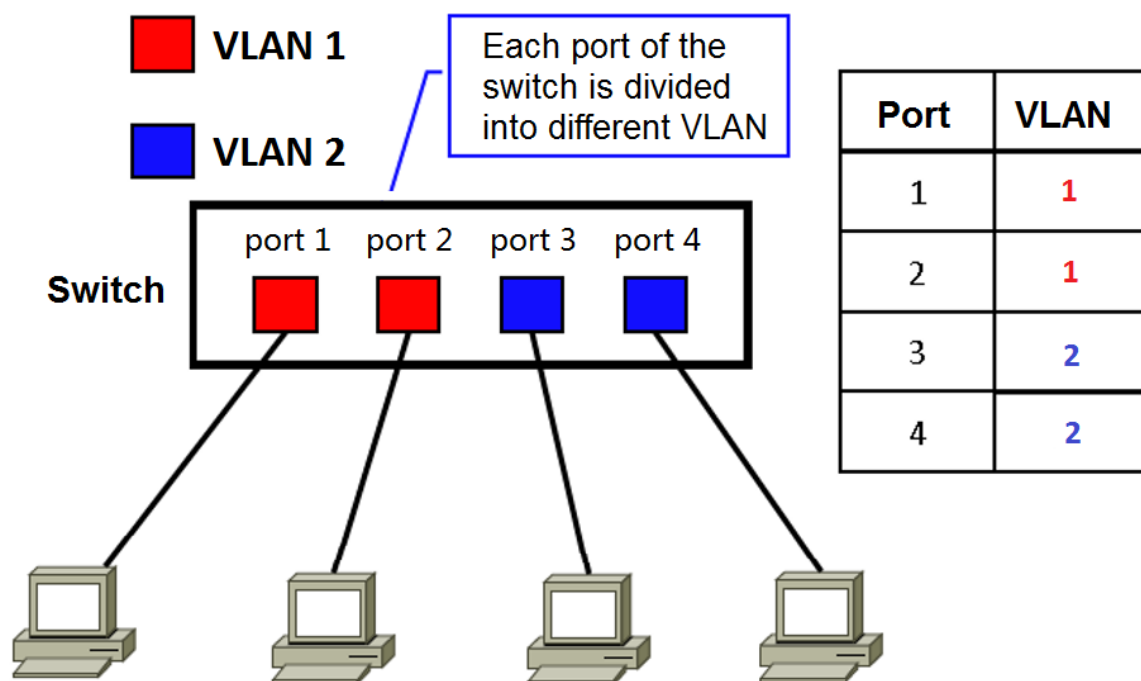 VLAN 1
VLAN 2
Each port of the
switch is divided
into different VLAN
Switch
port 1 port 2 port 3 port 4
Port VLAN
1 1
2 1
3 2
4 2